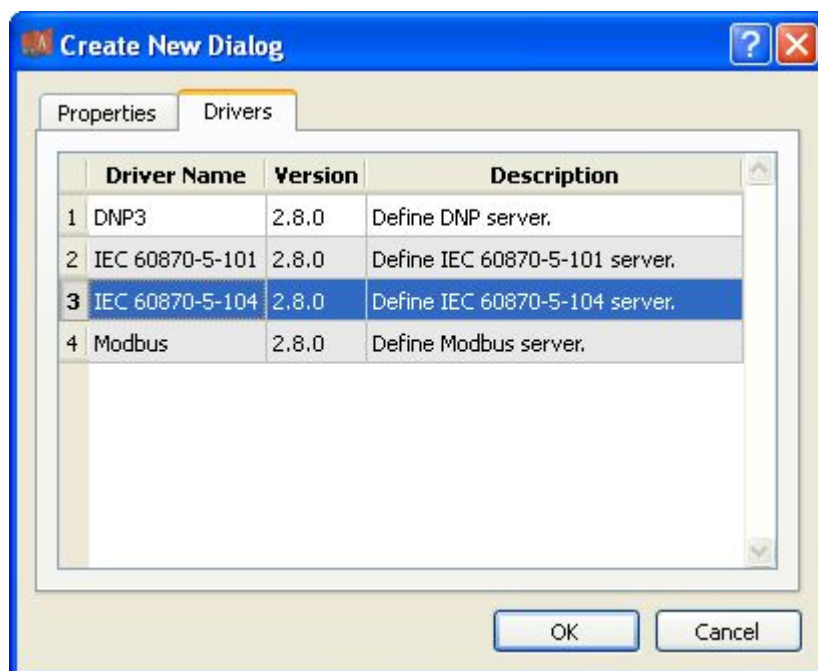 Create New Dialog
Properties Drivers
Driver Name Version Description
1 DNP3 2.8.0 Define DNP server.
2 IEC 60870-5-101 2.8.0 Define IEC 60870-5-101 server.
3 IEC 60870-5-104 2.8.0 Define IEC 60870-5-104 server.
4 Modbus 2.8.0 Define Modbus server.
OK Cancel